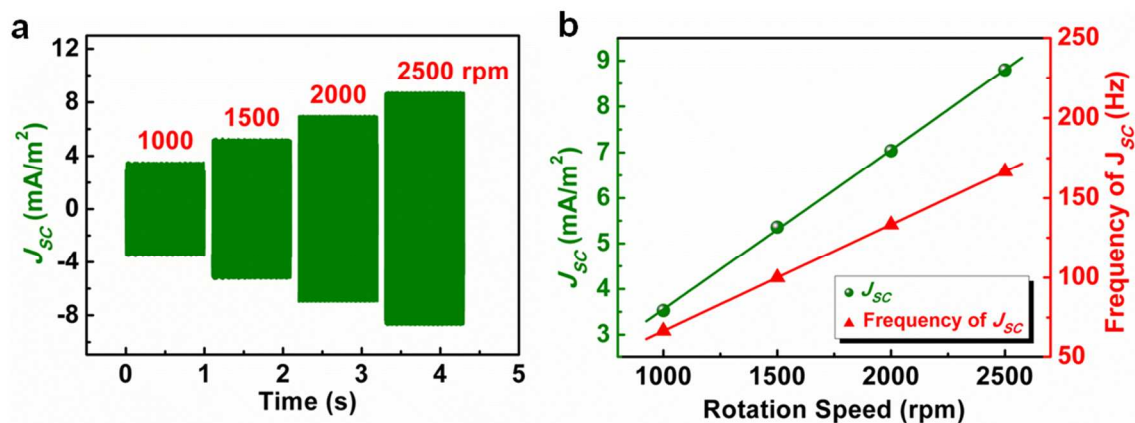 a
12
8
4
0
-4
-8
J_SC (mA/m²)
1000
1500
2000
2500 rpm
0 1 2 3 4 5
Time (s)
b
9
8
7
6
5
4
3
J_SC (mA/m²)
250
200
150
100
50
Frequency of J_SC (Hz)
J_SC
Frequency of J_SC
1000 1500 2000 2500
Rotation Speed (rpm)